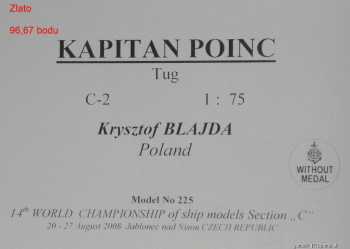 Zlato
96,67 bodu
KAPITAN POINC
Tug
C-2 1 : 75
Krysztof BLAJDA
Poland
WITHOUT
MEDAL
Model No 225
14th WORLD CHAMPIONSHIP of ship models Section „C"
20 - 27 August 2008 Jablonec nad Nisou CZECH REPUBLIC